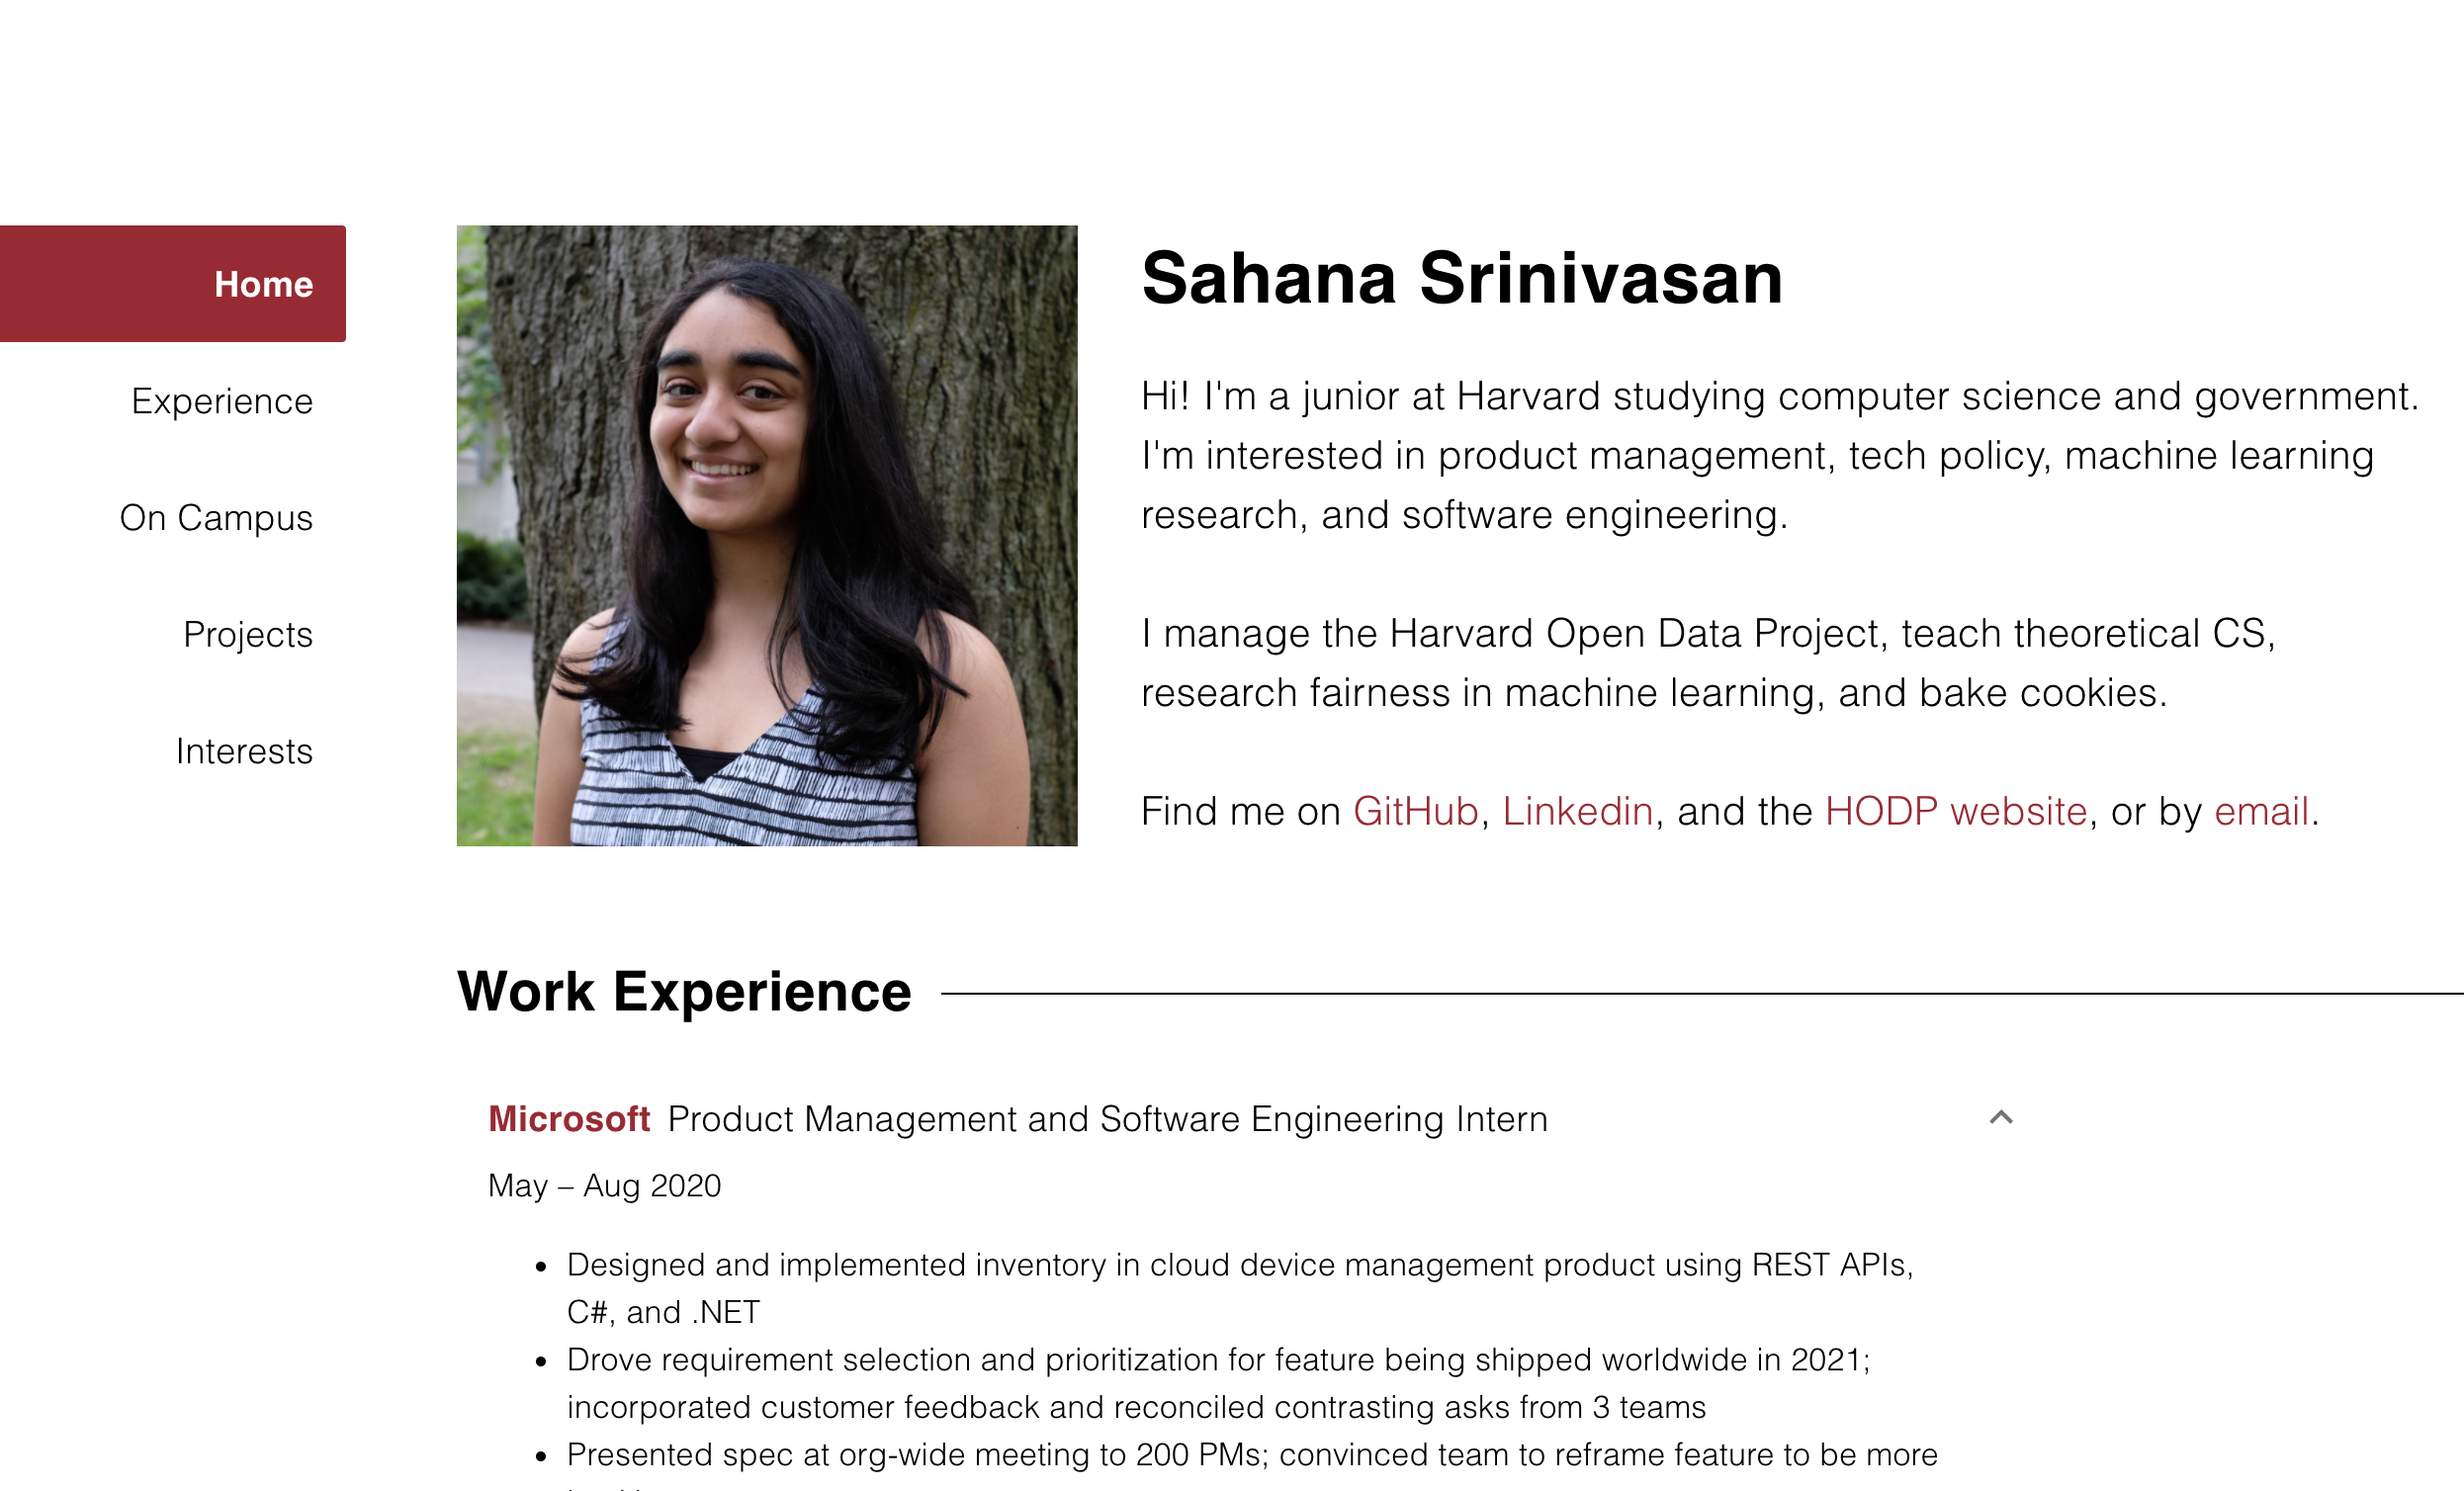 Home
Experience
On Campus
Projects
Interests
Sahana Srinivasan
Hi! I'm a junior at Harvard studying computer science and government.
I'm interested in product management, tech policy, machine learning
research, and software engineering.
I manage the Harvard Open Data Project, teach theoretical CS,
research fairness in machine learning, and bake cookies.
Find me on GitHub, Linkedin, and the HODP website, or by email.
Work Experience
Microsoft Product Management and Software Engineering Intern
May – Aug 2020
• Designed and implemented inventory in cloud device management product using REST APIs,
C#, and .NET
• Drove requirement selection and prioritization for feature being shipped worldwide in 2021;
incorporated customer feedback and reconciled contrasting asks from 3 teams
• Presented spec at org-wide meeting to 200 PMs; convinced team to reframe feature to be more